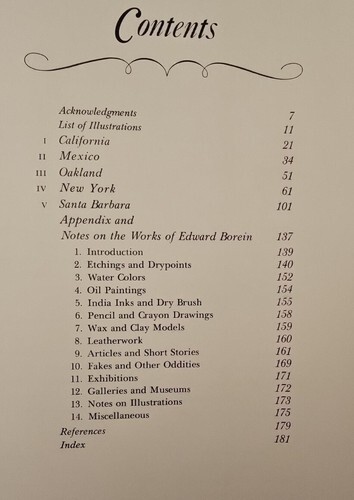 Contents
Acknowledgments 7
List of Illustrations 11
I California 21
II Mexico 34
III Oakland 51
IV New York 61
V Santa Barbara 101
Appendix and
Notes on the Works of Edward Borein 137
1. Introduction 139
2. Etchings and Drypoints 140
3. Water Colors 152
4. Oil Paintings 154
5. India Inks and Dry Brush 155
6. Pencil and Crayon Drawings 158
7. Wax and Clay Models 159
8. Leatherwork 160
9. Articles and Short Stories 161
10. Fakes and Other Oddities 169
11. Exhibitions 171
12. Galleries and Museums 172
13. Notes on Illustrations 173
14. Miscellaneous 175
References 179
Index 181